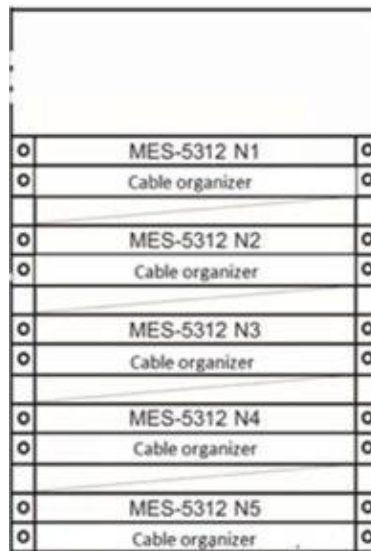 MES-5312 N1
Cable organizer
MES-5312 N2
Cable organizer
MES-5312 N3
Cable organizer
MES-5312 N4
Cable organizer
MES-5312 N5
Cable organizer